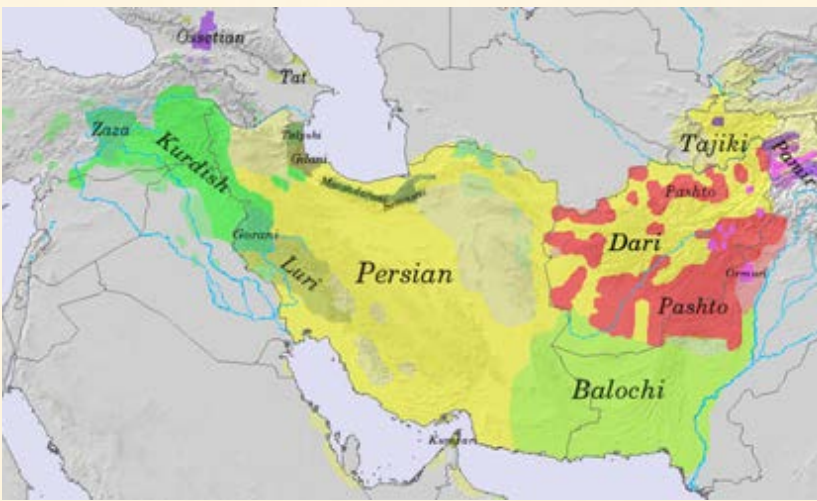 Ossetian
Tat
Zaza
Kurdish
Talyshi
Gilani
Tajiki
Pamir
Pashto
Gorani
Luri
Persian
Dari
Ormuri
Pashto
Balochi
Kumzari